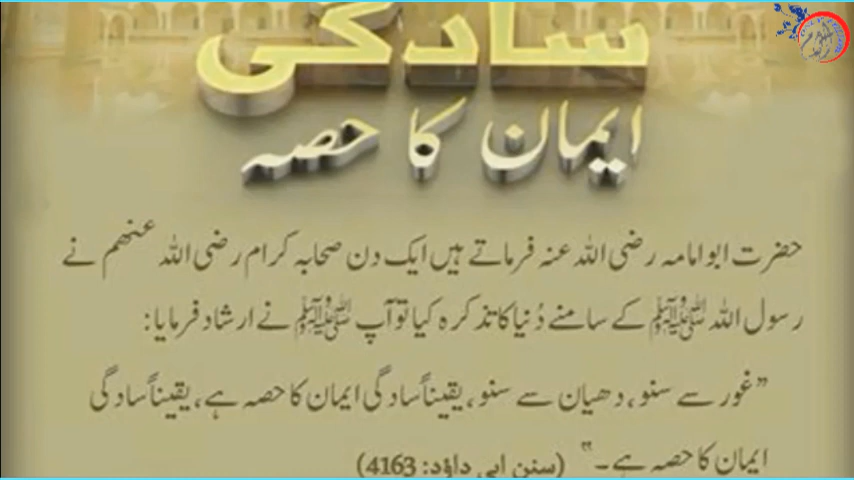 سادگی
ایمان کا حصہ
حضرت ابوامامہ رضی اللہ عنہ فرماتے ہیں ایک دن صحابہ کرام رضی اللہ عنھم نے
رسول اللہ ﷺ کے سامنے دُنیا کا تذکرہ کیا تو آپ ﷺ نے ارشاد فرمایا:
”غور سے سنو، دھیان سے سنو، یقیناً سادگی ایمان کا حصہ ہے، یقیناً سادگی
ایمان کا حصہ ہے۔“ (سنن ابی داؤد: 4163)